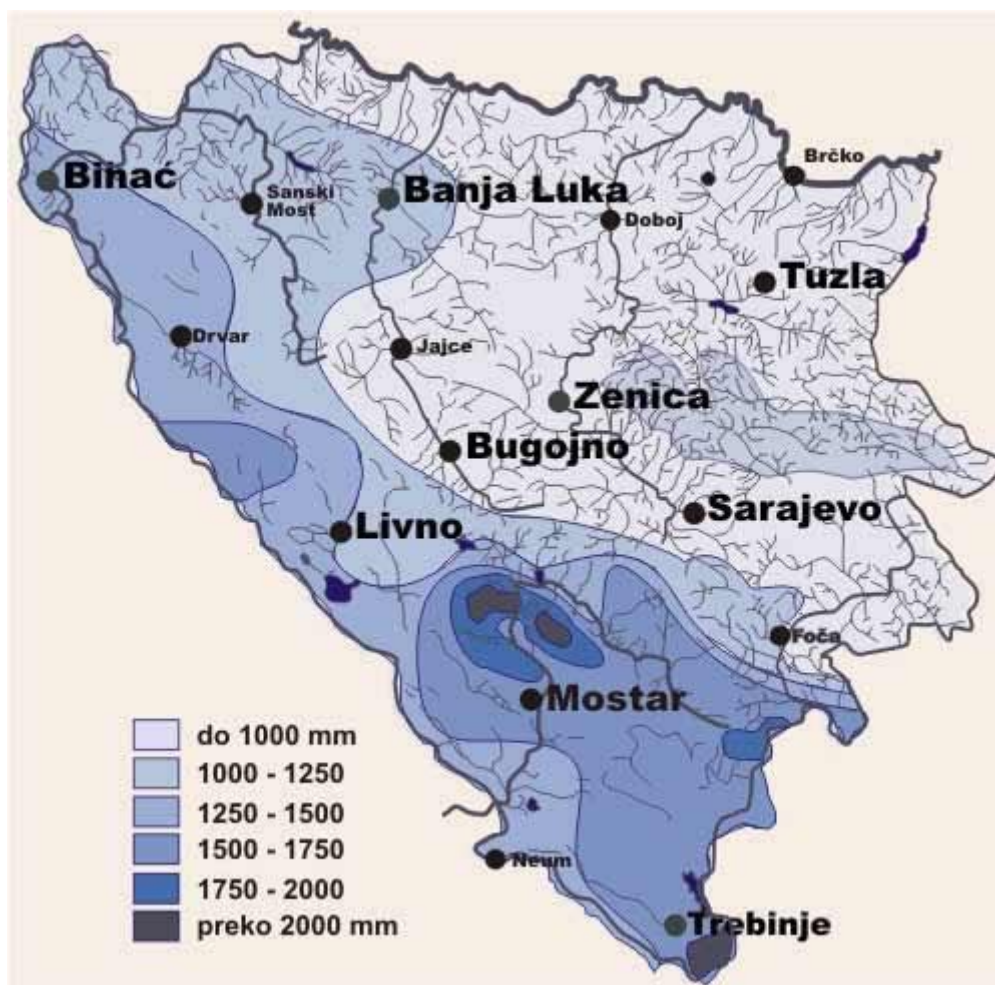 Brčko
Binać
Sanski
Most
Banja Luka
Doboj
Tuzla
Drvar
Jajce
Zenica
Bugojno
Livno
Sarajevo
Foča
Mostar
do 1000 mm
1000 - 1250
1250 - 1500
1500 - 1750
1750 - 2000
preko 2000 mm
Neum
Trebinje